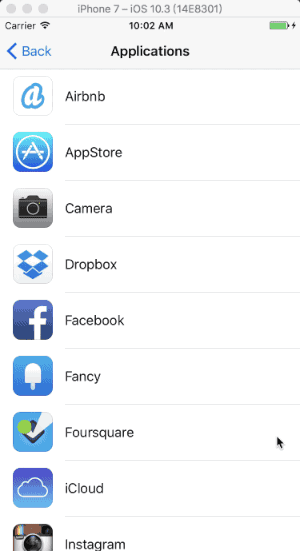 iPhone 7 – iOS 10.3 (14E8301)
Carrier
10:02 AM
Back
Applications
Airbnb
AppStore
Camera
Dropbox
Facebook
Fancy
Foursquare
iCloud
Instagram